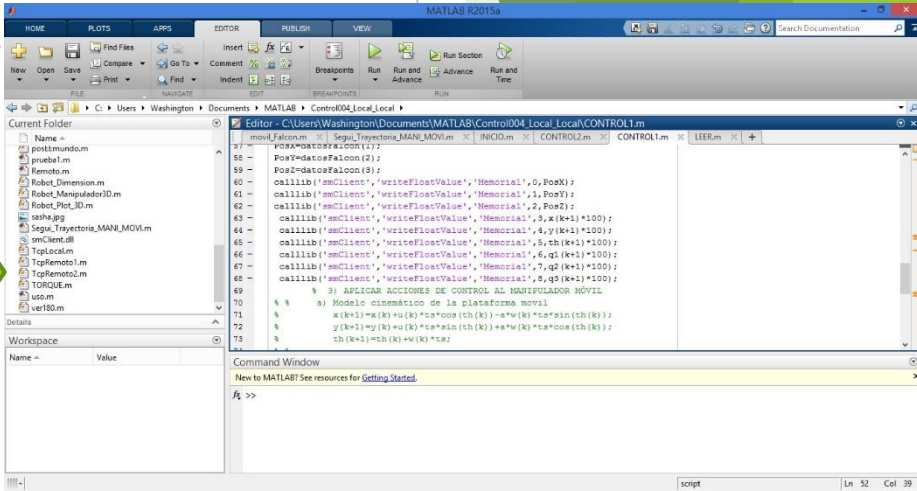 MATLAB R2015a
HOME PLOTS APPS EDITOR PUBLISH VIEW
Search Documentation
New Open Save Find Files Compare Print
Go To Find
Insert fx Comment % Indent
Breakpoints Run Run and Advance Run Section Advance Run and Time
FILE NAVIGATE EDIT BREAKPOINTS RUN
C: Users Washington Documents MATLAB Control004_Local_Local
Current Folder
Name
postEmundo.m
prueba1.m
Remoto.m
Robot_Dimension.m
Robot_Manipulador3D.m
Robot_Plot_3D.m
sasha.jpg
Segui_Trayectoria_MANI_MOVI.m
smClient.dll
TcpLocal.m
TcpRemoto1.m
TcpRemoto2.m
TORQUE.m
uso.m
ver180.m
Details
Workspace
Name Value
Editor - C:\Users\Washington\Documents\MATLAB\Control004_Local_Local\CONTROL1.m
movil_Falcon.m Segui_Trayectoria_MANI_MOVI.m INICIO.m CONTROL2.m CONTROL1.m LEER.m +
57 - PosX=datosFalcon(1);
58 - PosY=datosFalcon(2);
59 - PosZ=datosFalcon(3);
60 - calllib('smClient','writeFloatValue','Memoria1',0,PosX);
61 - calllib('smClient','writeFloatValue','Memoria1',1,PosY);
62 - calllib('smClient','writeFloatValue','Memoria1',2,PosZ);
63 - calllib('smClient','writeFloatValue','Memoria1',3,x(k+1)*100);
64 - calllib('smClient','writeFloatValue','Memoria1',4,y(k+1)*100);
65 - calllib('smClient','writeFloatValue','Memoria1',5,th(k+1)*100);
66 - calllib('smClient','writeFloatValue','Memoria1',6,q1(k+1)*100);
67 - calllib('smClient','writeFloatValue','Memoria1',7,q2(k+1)*100);
68 - calllib('smClient','writeFloatValue','Memoria1',8,q3(k+1)*100);
69 % 3) APLICAR ACCIONES DE CONTROL AL MANIPULADOR MÓVIL
70 % % a) Modelo cinemático de la plataforma movil
71 % x(k+1)=x(k)+u(k)*ts*cos(th(k))-a*w(k)*ts*sin(th(k));
72 % y(k+1)=y(k)+u(k)*ts*sin(th(k))+a*w(k)*ts*cos(th(k));
73 % th(k+1)=th(k)+w(k)*ts;
Command Window
New to MATLAB? See resources for Getting Started.
fx >>
script Ln 52 Col 39